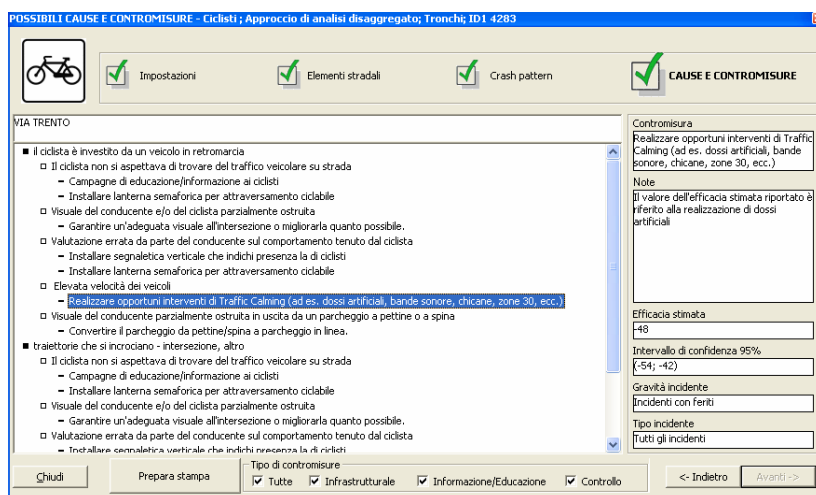 POSSIBILI CAUSE E CONTROMISURE - Ciclisti ; Approccio di analisi disaggregato; Tronchi; ID1 4283
Impostazioni
Elementi stradali
Crash pattern
CAUSE E CONTROMISURE
VIA TRENTO
il ciclista è investito da un veicolo in retromarcia
Il ciclista non si aspettava di trovare del traffico veicolare su strada
– Campagne di educazione/informazione ai ciclisti
– Installare lanterna semaforica per attraversamento ciclabile
Visuale del conducente e/o del ciclista parzialmente ostruita
– Garantire un'adeguata visuale all'intersezione o migliorarla quanto possibile.
Valutazione errata da parte del conducente sul comportamento tenuto dal ciclista
– Installare segnaletica verticale che indichi presenza la di ciclisti
– Installare lanterna semaforica per attraversamento ciclabile
Elevata velocità dei veicoli
– Realizzare opportuni interventi di Traffic Calming (ad es. dossi artificiali, bande sonore, chicane, zone 30, ecc.)
Visuale del conducente parzialmente ostruita in uscita da un parcheggio a pettine o a spina
– Convertire il parcheggio da pettine/spina a parcheggio in linea.
traiettorie che si incrociano - intersezione, altro
Il ciclista non si aspettava di trovare del traffico veicolare su strada
– Campagne di educazione/informazione ai ciclisti
– Installare lanterna semaforica per attraversamento ciclabile
Visuale del conducente e/o del ciclista parzialmente ostruita
– Garantire un'adeguata visuale all'intersezione o migliorarla quanto possibile.
Valutazione errata da parte del conducente sul comportamento tenuto dal ciclista
– Installare segnaletica verticale che indichi presenza la di ciclisti
Contromisura
Realizzare opportuni interventi di Traffic
Calming (ad es. dossi artificiali, bande
sonore, chicane, zone 30, ecc.)
Note
Il valore dell'efficacia stimata riportato è
riferito alla realizzazione di dossi
artificiali
Efficacia stimata
-48
Intervallo di confidenza 95%
(-54; -42)
Gravità incidente
Incidenti con feriti
Tipo incidente
Tutti gli incidenti
Chiudi
Prepara stampa
Tipo di contromisure
Tutte
Infrastrutturale
Informazione/Educazione
Controllo
<- Indietro
Avanti ->